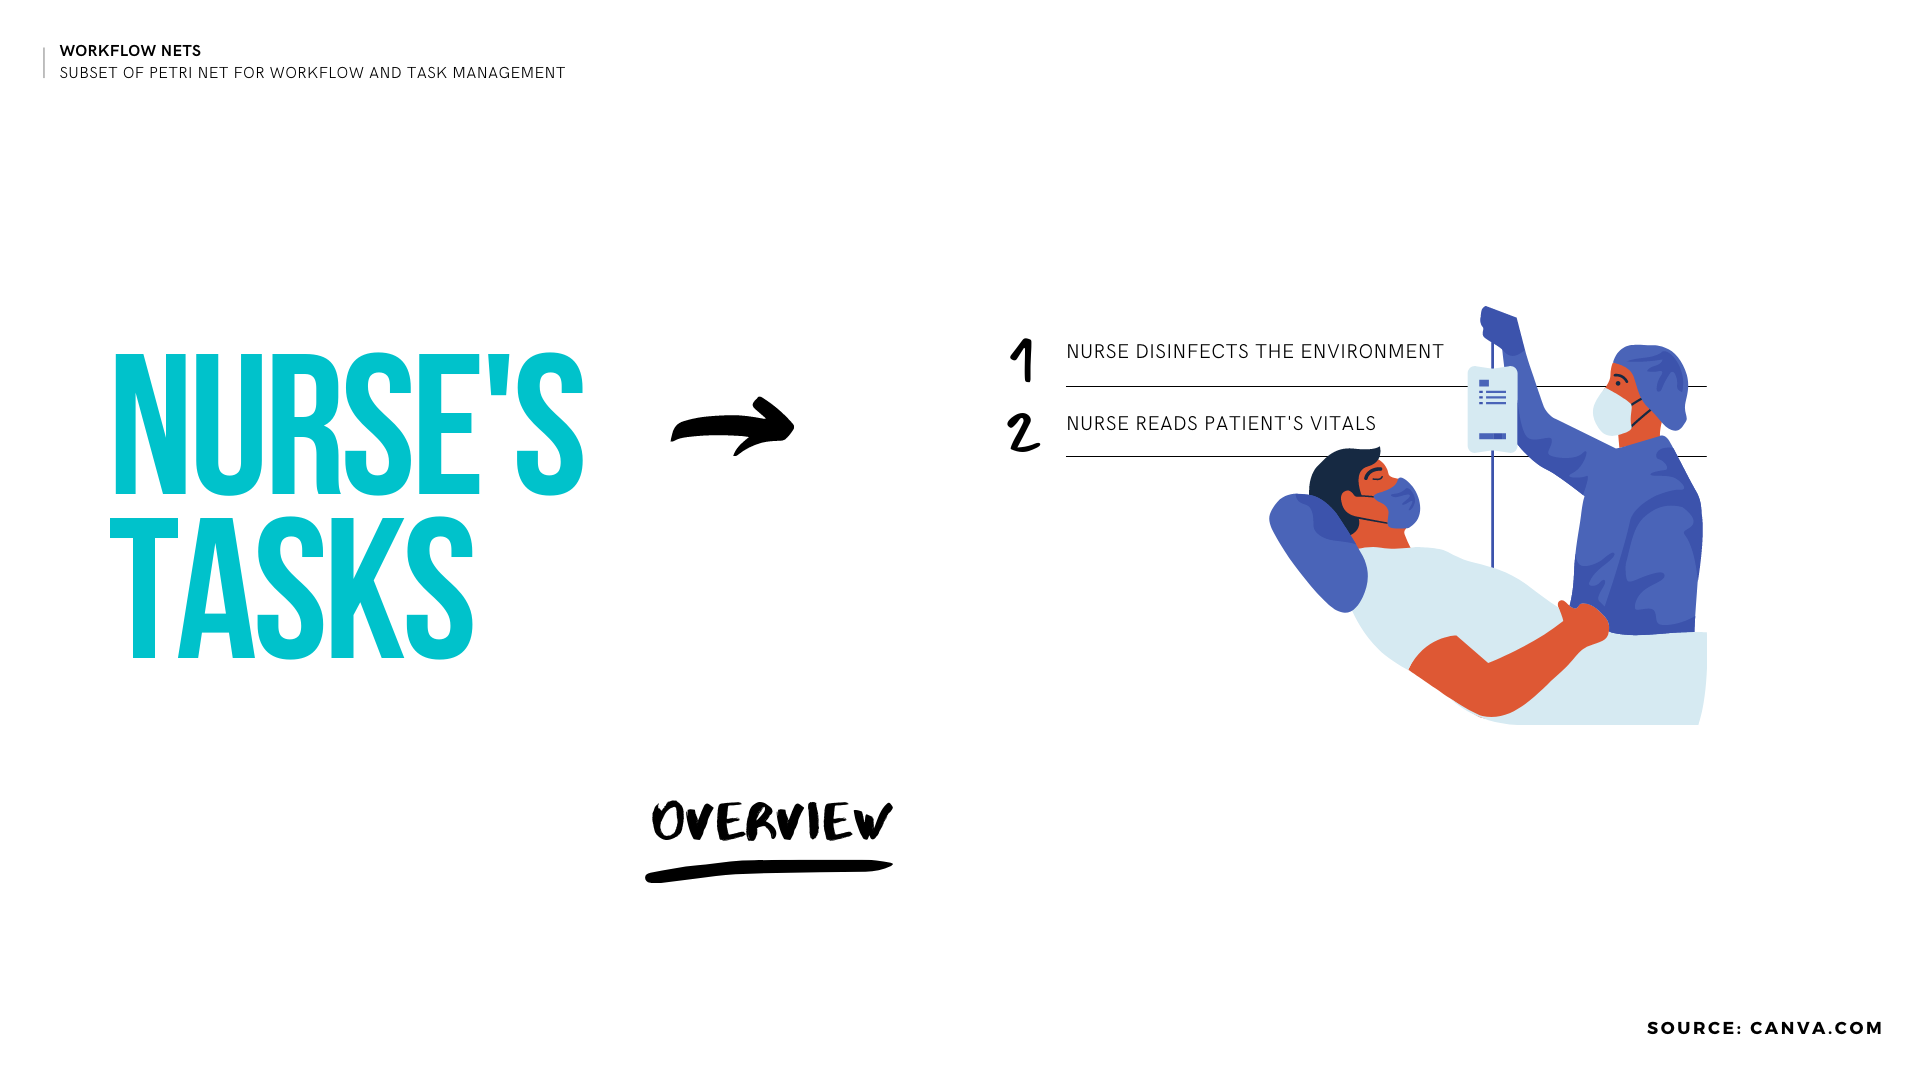 WORKFLOW NETS
SUBSET OF PETRI NET FOR WORKFLOW AND TASK MANAGEMENT
NURSE'S
TASKS
1 NURSE DISINFECTS THE ENVIRONMENT
2 NURSE READS PATIENT'S VITALS
OVERVIEW
SOURCE: CANVA.COM